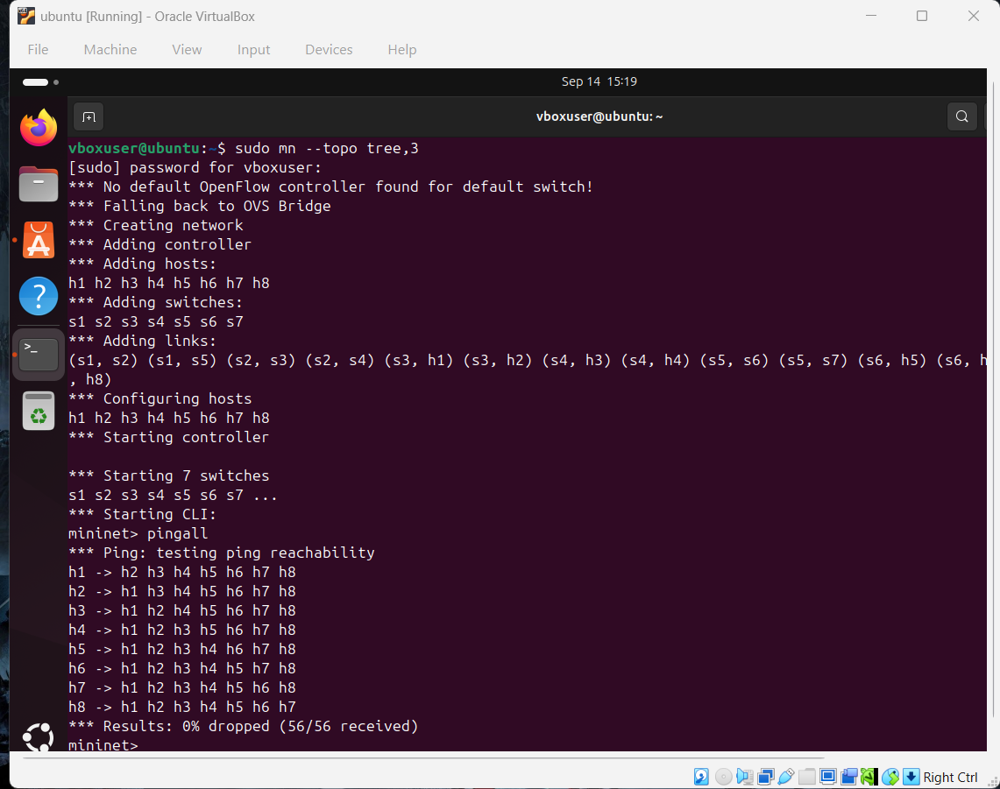 ubuntu [Running] - Oracle VirtualBox
File Machine View Input Devices Help
Sep 14 15:19
vboxuser@ubuntu: ~
vboxuser@ubuntu:~$ sudo mn --topo tree,3
[sudo] password for vboxuser:
*** No default OpenFlow controller found for default switch!
*** Falling back to OVS Bridge
*** Creating network
*** Adding controller
*** Adding hosts:
h1 h2 h3 h4 h5 h6 h7 h8
*** Adding switches:
s1 s2 s3 s4 s5 s6 s7
*** Adding links:
(s1, s2) (s1, s5) (s2, s3) (s2, s4) (s3, h1) (s3, h2) (s4, h3) (s4, h4) (s5, s6) (s5, s7) (s6, h5) (s6, h
, h8)
*** Configuring hosts
h1 h2 h3 h4 h5 h6 h7 h8
*** Starting controller
*** Starting 7 switches
s1 s2 s3 s4 s5 s6 s7 ...
*** Starting CLI:
mininet> pingall
*** Ping: testing ping reachability
h1 -> h2 h3 h4 h5 h6 h7 h8
h2 -> h1 h3 h4 h5 h6 h7 h8
h3 -> h1 h2 h4 h5 h6 h7 h8
h4 -> h1 h2 h3 h5 h6 h7 h8
h5 -> h1 h2 h3 h4 h6 h7 h8
h6 -> h1 h2 h3 h4 h5 h7 h8
h7 -> h1 h2 h3 h4 h5 h6 h8
h8 -> h1 h2 h3 h4 h5 h6 h7
*** Results: 0% dropped (56/56 received)
mininet>
Right Ctrl